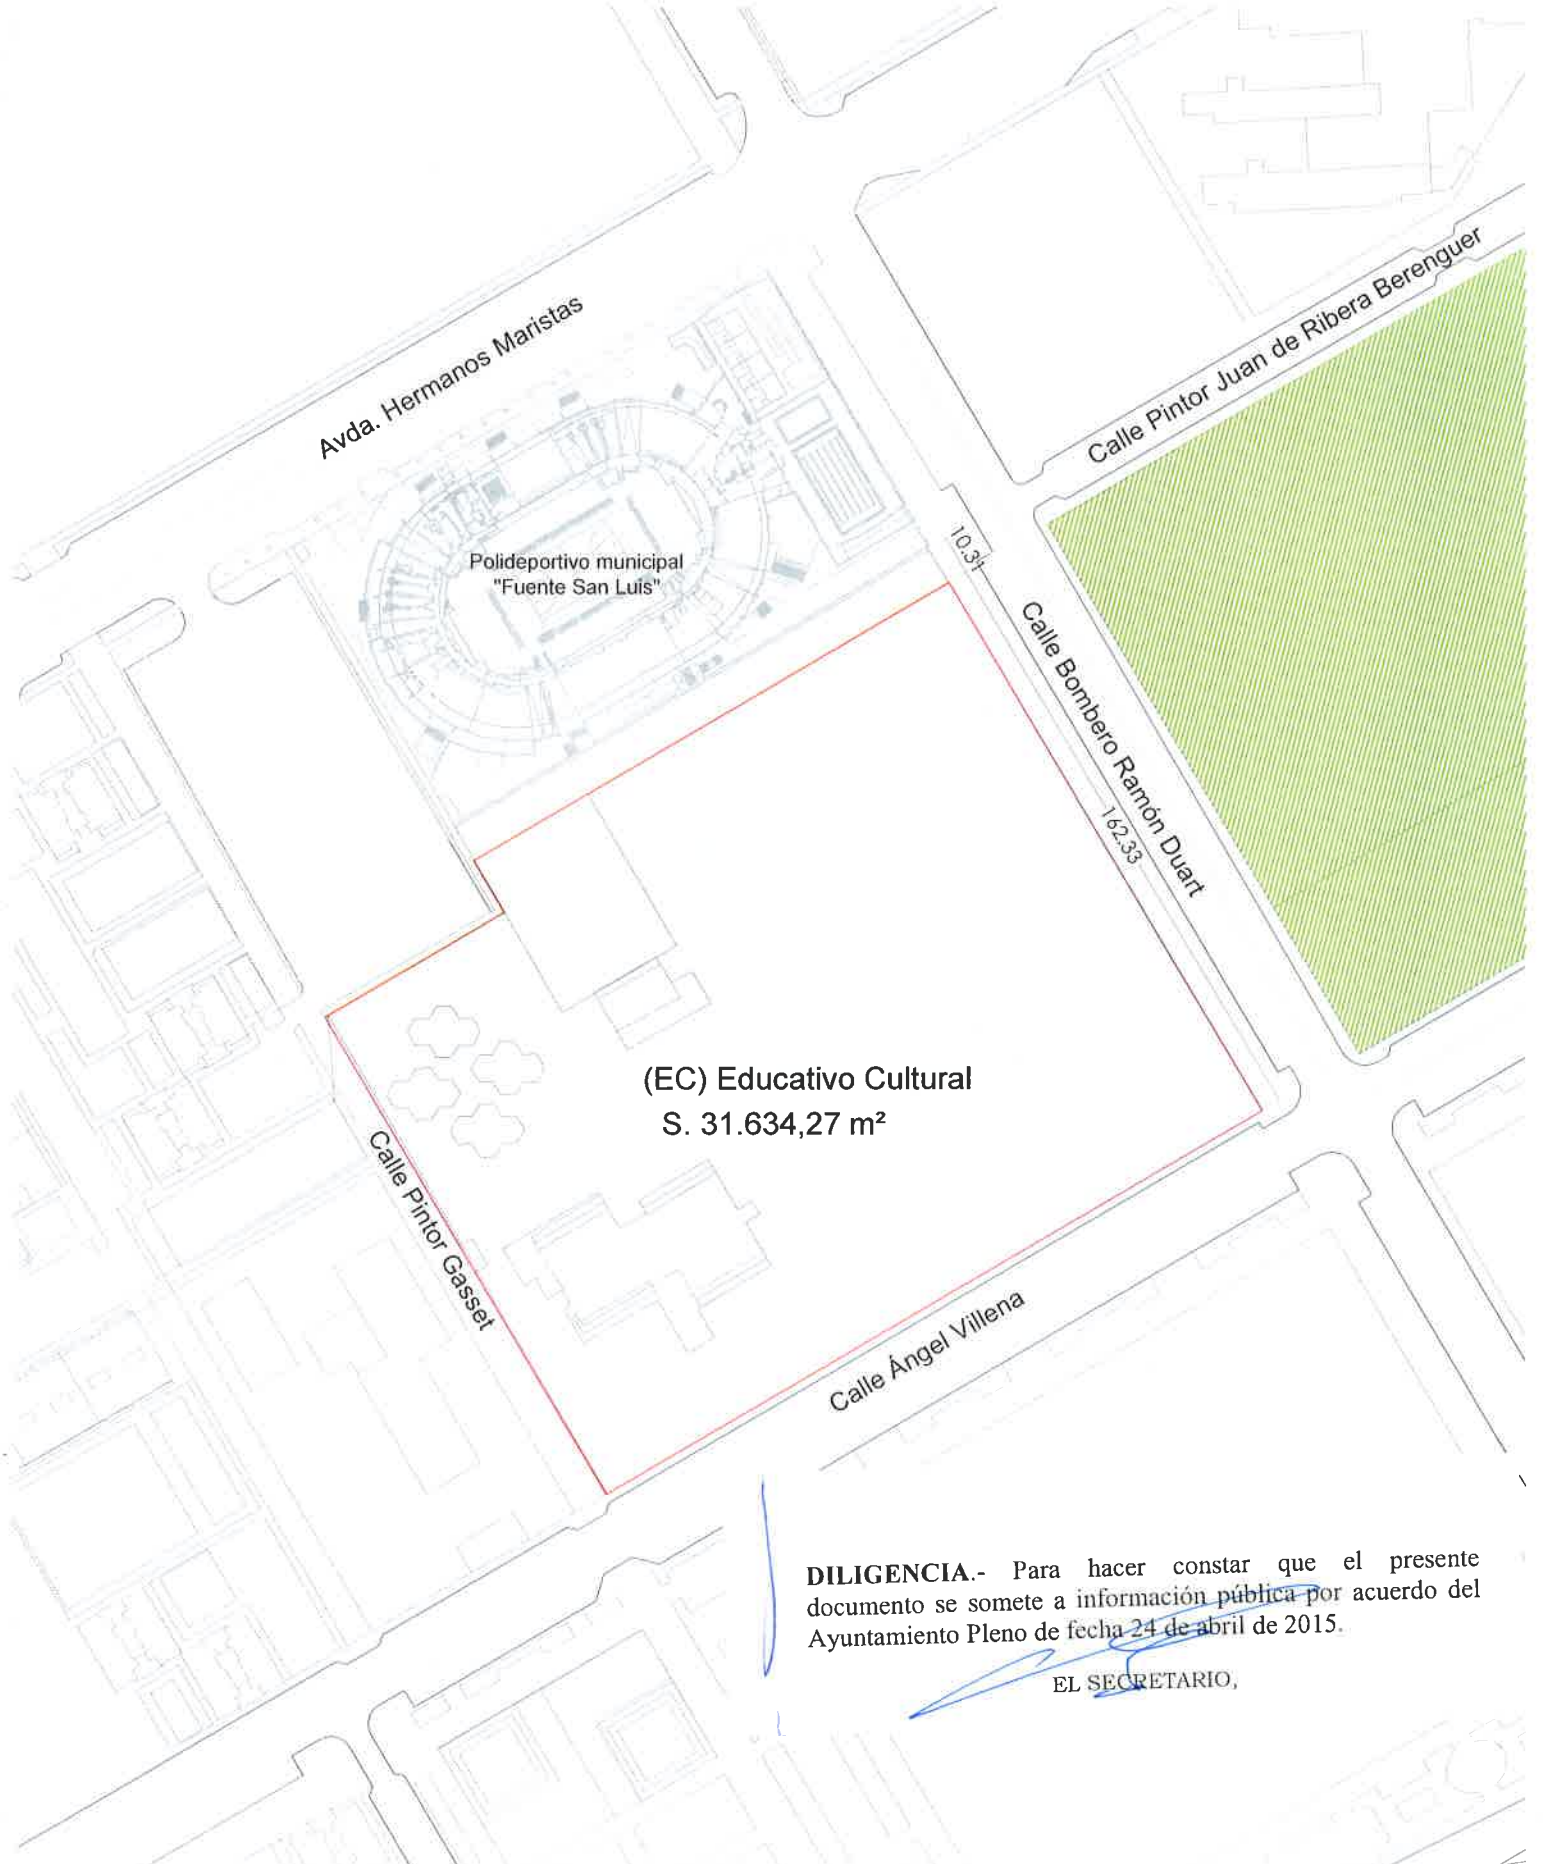 Avda. Hermanos Maristas
Calle Pintor Juan de Ribera Berenguer
Polideportivo municipal
"Fuente San Luis"
10.31
Calle Bombero Ramón Duart
162.33
(EC) Educativo Cultural
S. 31.634,27 m²
Calle Pintor Gasset
Calle Ángel Villena
DILIGENCIA.- Para hacer constar que el presente
documento se somete a información pública por acuerdo del
Ayuntamiento Pleno de fecha 24 de abril de 2015.
EL SECRETARIO,